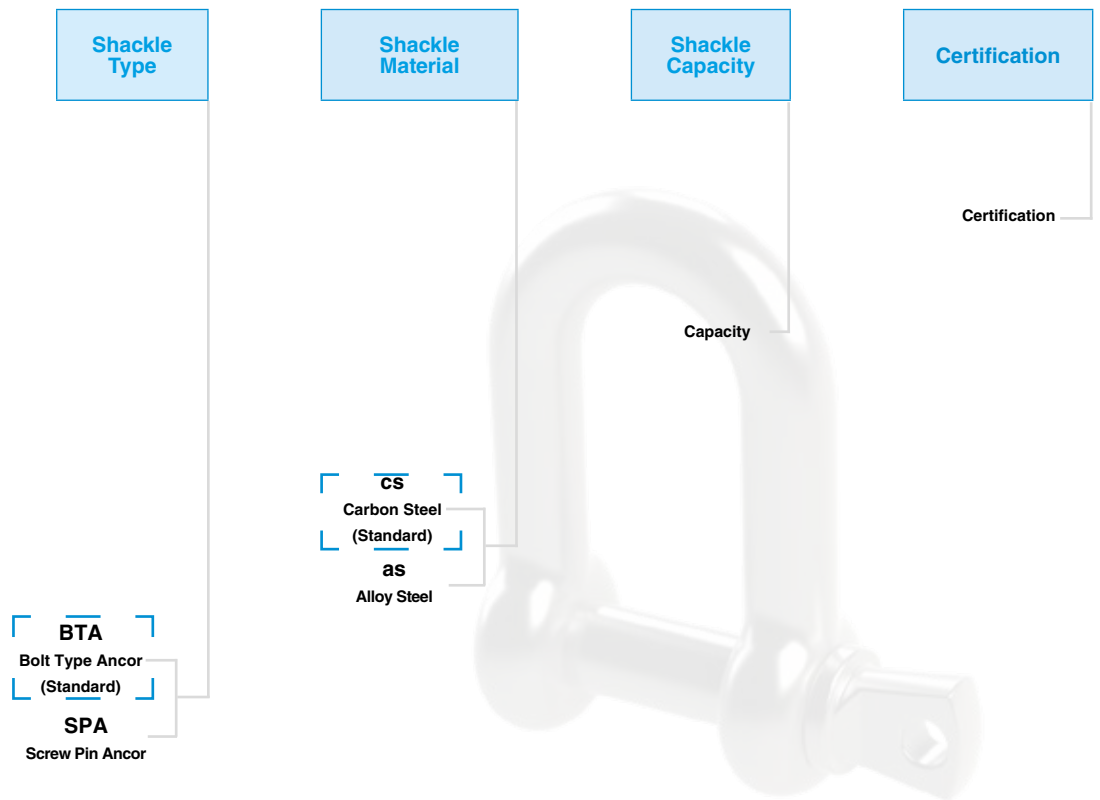 Shackle
Type
Shackle
Material
Shackle
Capacity
Certification
Certification
Capacity
cs
Carbon Steel
(Standard)
as
Alloy Steel
BTA
Bolt Type Ancor
(Standard)
SPA
Screw Pin Ancor